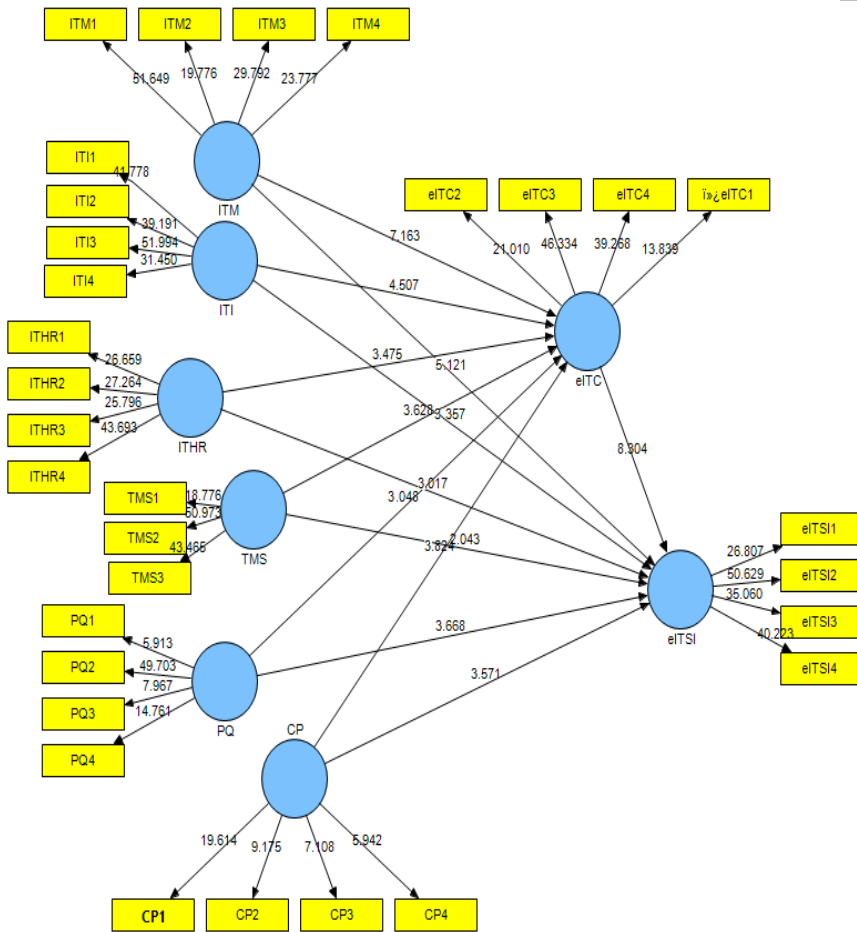 ITM1 ITM2 ITM3 ITM4
51.649 19.776 29.792 23.777
ITM
ITI1
ITI2
ITI3
ITI4
41.778
39.191
51.994
31.450
ITI
eITC2 eITC3 eITC4 ï»¿eITC1
21.010 46.334 39.268 13.839
7.163
4.507
eITC
ITHR1
ITHR2
ITHR3
ITHR4
26.659
27.264
25.796
43.693
ITHR
3.475
5.121
3.628
3.357
8.304
TMS1
TMS2
TMS3
18.776
50.973
43.465
TMS
3.017
3.048
2.043
3.824
eITSI1
eITSI2
eITSI3
eITSI4
26.807
50.629
35.060
40.223
eITSI
PQ1
PQ2
PQ3
PQ4
5.913
49.703
7.967
14.761
PQ
3.668
3.571
CP
19.614 9.175 7.108 5.942
CP1 CP2 CP3 CP4